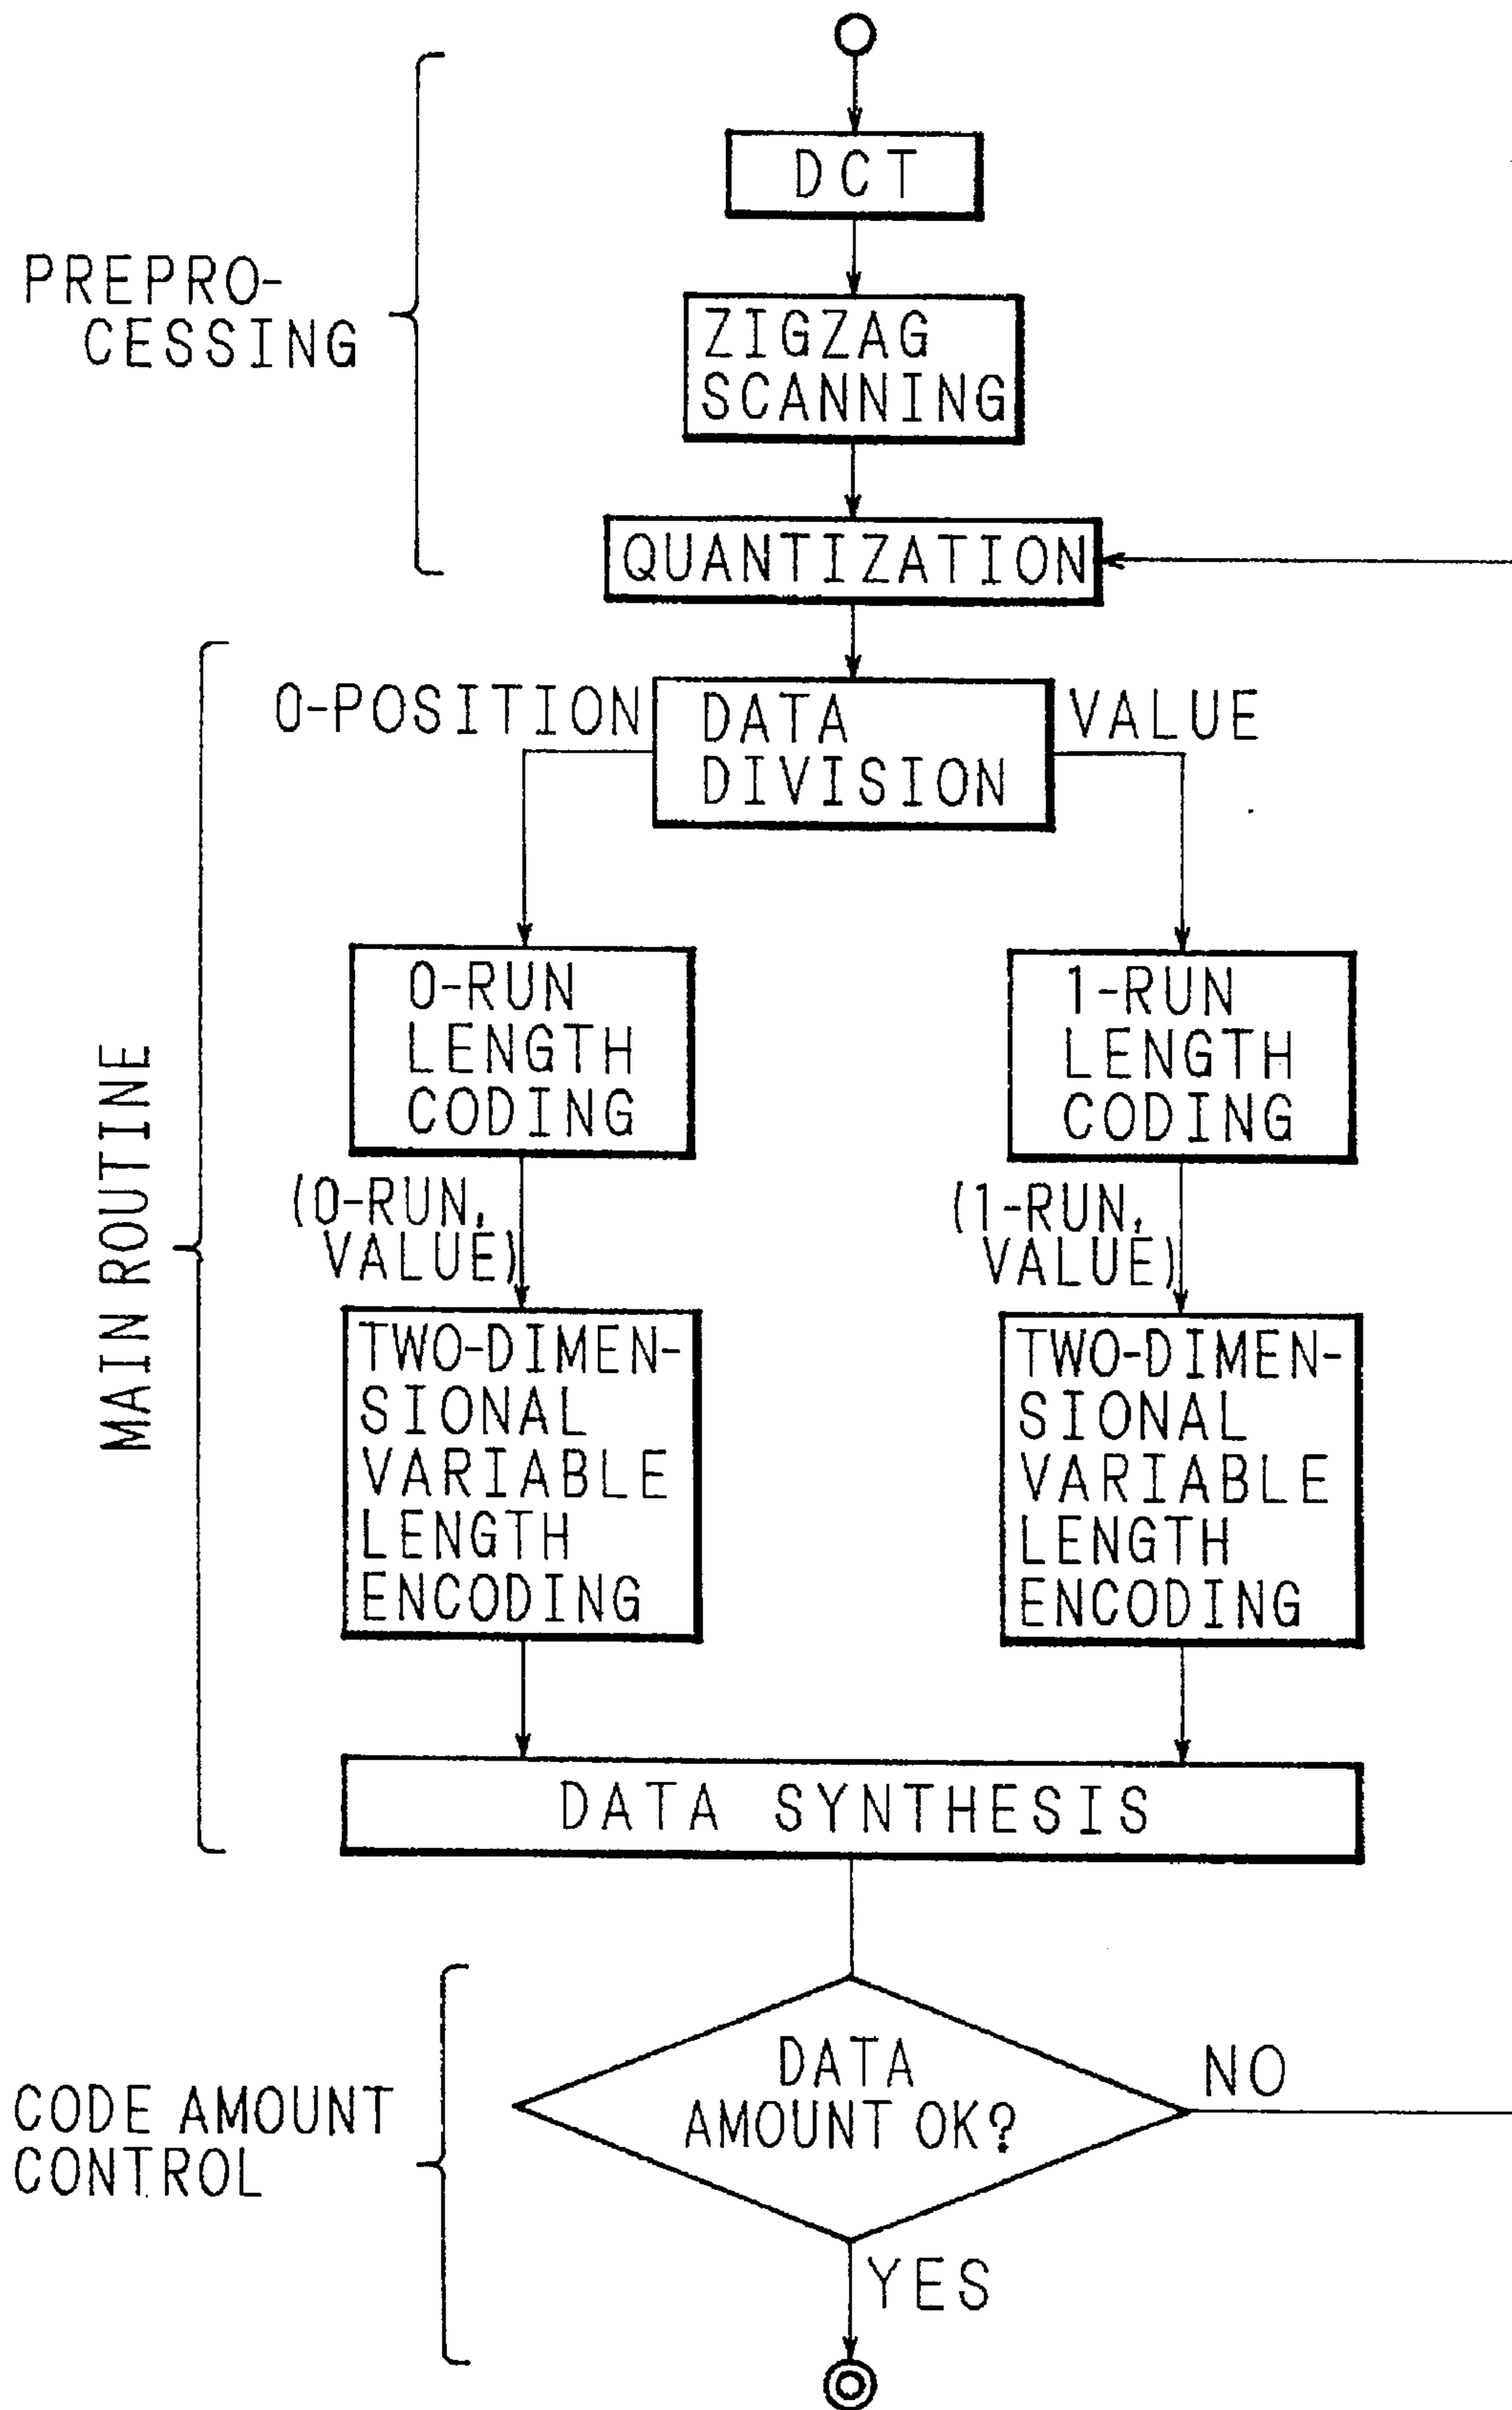 DCT
PREPRO-
CESSING
ZIGZAG
SCANNING
QUANTIZATION
0-POSITION
DATA
DIVISION
VALUE
MAIN ROUTINE
0-RUN
LENGTH
CODING
1-RUN
LENGTH
CODING
(0-RUN,
VALUE)
(1-RUN,
VALUE)
TWO-DIMEN-
SIONAL
VARIABLE
LENGTH
ENCODING
TWO-DIMEN-
SIONAL
VARIABLE
LENGTH
ENCODING
DATA SYNTHESIS
CODE AMOUNT
CONTROL
DATA
AMOUNT OK?
NO
YES